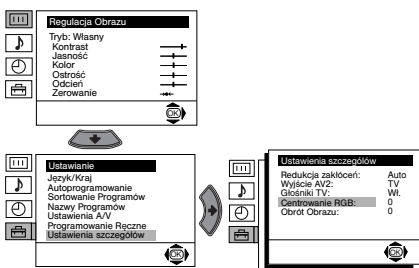 Regulacja Obrazu
Tryb: Własny
Kontrast
Jasność
Kolor
Ostrość
Odcień
Zerowanie
OK
Ustawianie
Język/Kraj
Autoprogramowanie
Sortowanie Programów
Nazwy Programów
Ustawienia A/V
Programowanie Ręczne
Ustawienia szczegółów
OK
Ustawienia szczegółów
Redukcja zakłóceń: Auto
Wyjście AV2: TV
Głośniki TV: Wł.
Centrowanie RGB: 0
Obrót Obrazu: 0
OK